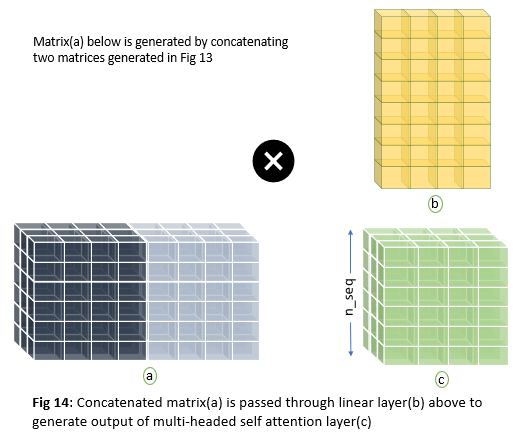 Matrix(a) below is generated by concatenating
two matrices generated in Fig 13
b
n_seq
a
c
Fig 14: Concatenated matrix(a) is passed through linear layer(b) above to
generate output of multi-headed self attention layer(c)